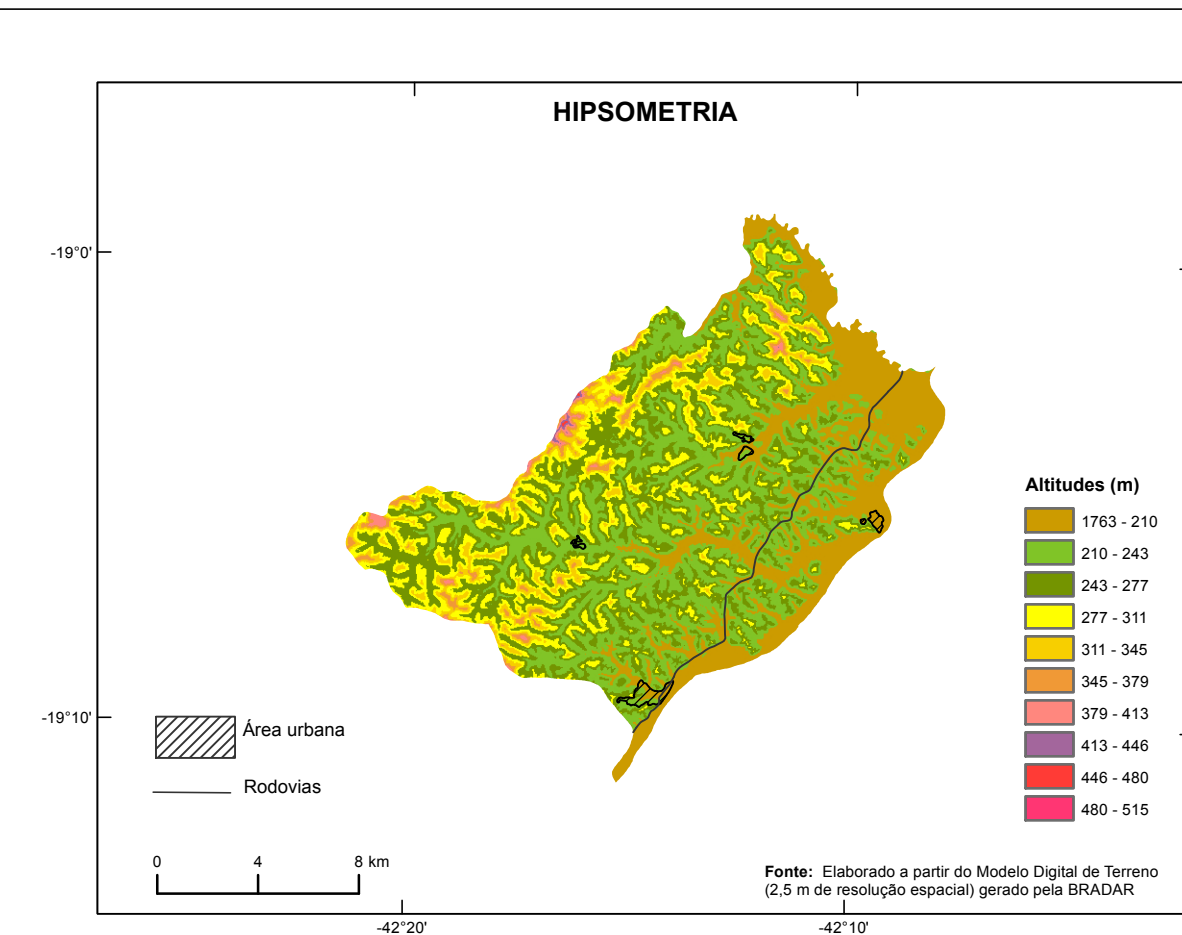 HIPSOMETRIA
-19°0'
Altitudes (m)
1763 - 210
210 - 243
243 - 277
277 - 311
311 - 345
345 - 379
379 - 413
413 - 446
446 - 480
480 - 515
-19°10'
Área urbana
Rodovias
0 4 8 km
Fonte: Elaborado a partir do Modelo Digital de Terreno
(2,5 m de resolução espacial) gerado pela BRADAR
-42°20' -42°10'